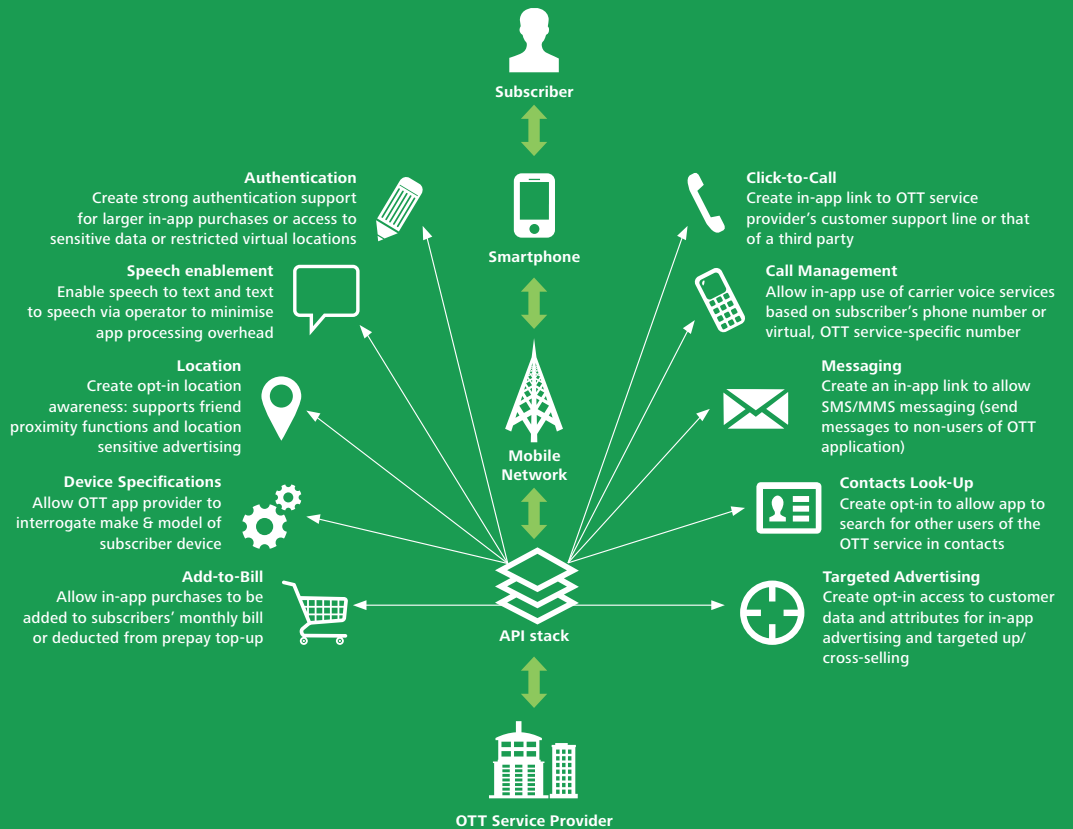 Subscriber
Authentication
Create strong authentication support
for larger in-app purchases or access to
sensitive data or restricted virtual locations
Smartphone
Click-to-Call
Create in-app link to OTT service
provider's customer support line or that
of a third party
Speech enablement
Enable speech to text and text
to speech via operator to minimise
app processing overhead
Call Management
Allow in-app use of carrier voice services
based on subscriber's phone number or
virtual, OTT service-specific number
Location
Create opt-in location
awareness: supports friend
proximity functions and location
sensitive advertising
Mobile
Network
Messaging
Create an in-app link to allow
SMS/MMS messaging (send
messages to non-users of OTT
application)
Device Specifications
Allow OTT app provider to
interrogate make & model of
subscriber device
Contacts Look-Up
Create opt-in to allow app to
search for other users of the
OTT service in contacts
Add-to-Bill
Allow in-app purchases to be
added to subscribers' monthly bill
or deducted from prepay top-up
API stack
Targeted Advertising
Create opt-in access to customer
data and attributes for in-app
advertising and targeted up/
cross-selling
OTT Service Provider